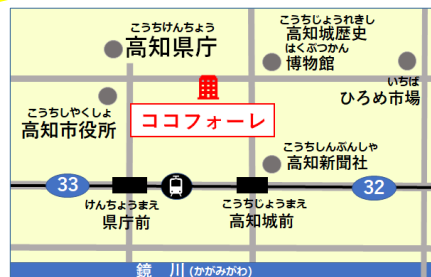 こうちけんちょう
高知県庁
こうちじょうれきし
高知城歴史
はくぶつかん
博物館
いちば
ひろめ市場
こうちしやくしょ
高知市役所
ココフォーレ
こうちしんぶんしゃ
高知新聞社
33
32
けんちょうまえ
県庁前
こうちじょうまえ
高知城前
鏡 川 (かがみがわ)